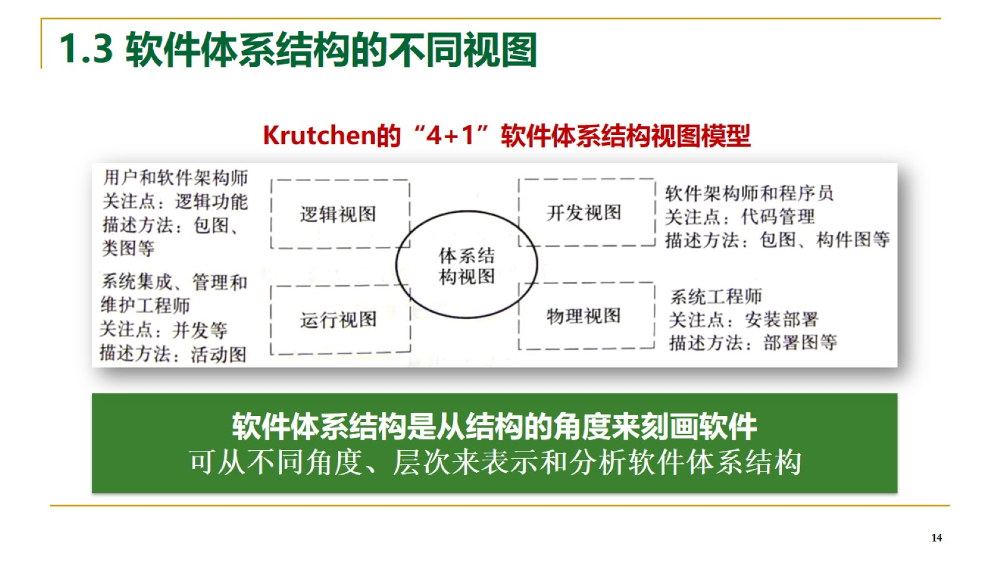 1.3 软件体系结构的不同视图
Krutchen的“4+1”软件体系结构视图模型
用户和软件架构师
关注点：逻辑功能
描述方法：包图、
类图等
逻辑视图
开发视图
软件架构师和程序员
关注点：代码管理
描述方法：包图、构件图等
体系结
构视图
系统集成、管理和
维护工程师
关注点：并发等
描述方法：活动图
运行视图
物理视图
系统工程师
关注点：安装部署
描述方法：部署图等
软件体系结构是从结构的角度来刻画软件
可从不同角度、层次来表示和分析软件体系结构
14